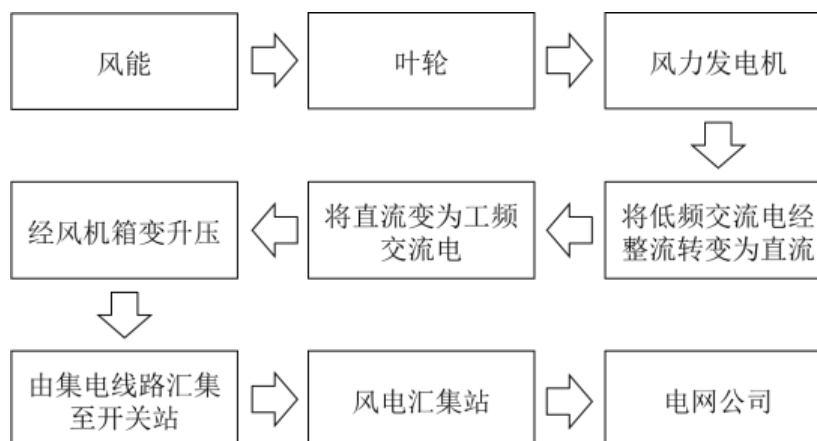 风能
叶轮
风力发电机
将低频交流电经
整流转变为直流
将直流变为工频
交流电
经风机箱变升压
由集电线路汇集
至开关站
风电汇集站
电网公司